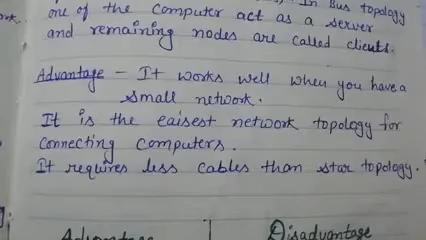 In Bus topology
one of the computer act as a server
and remaining nodes are called clients.
Advantage - It works well when you have a
small network.
It is the eaisest network topology for
connecting computers.
It requires less cables than star topology.
Advantage
Disadvantage